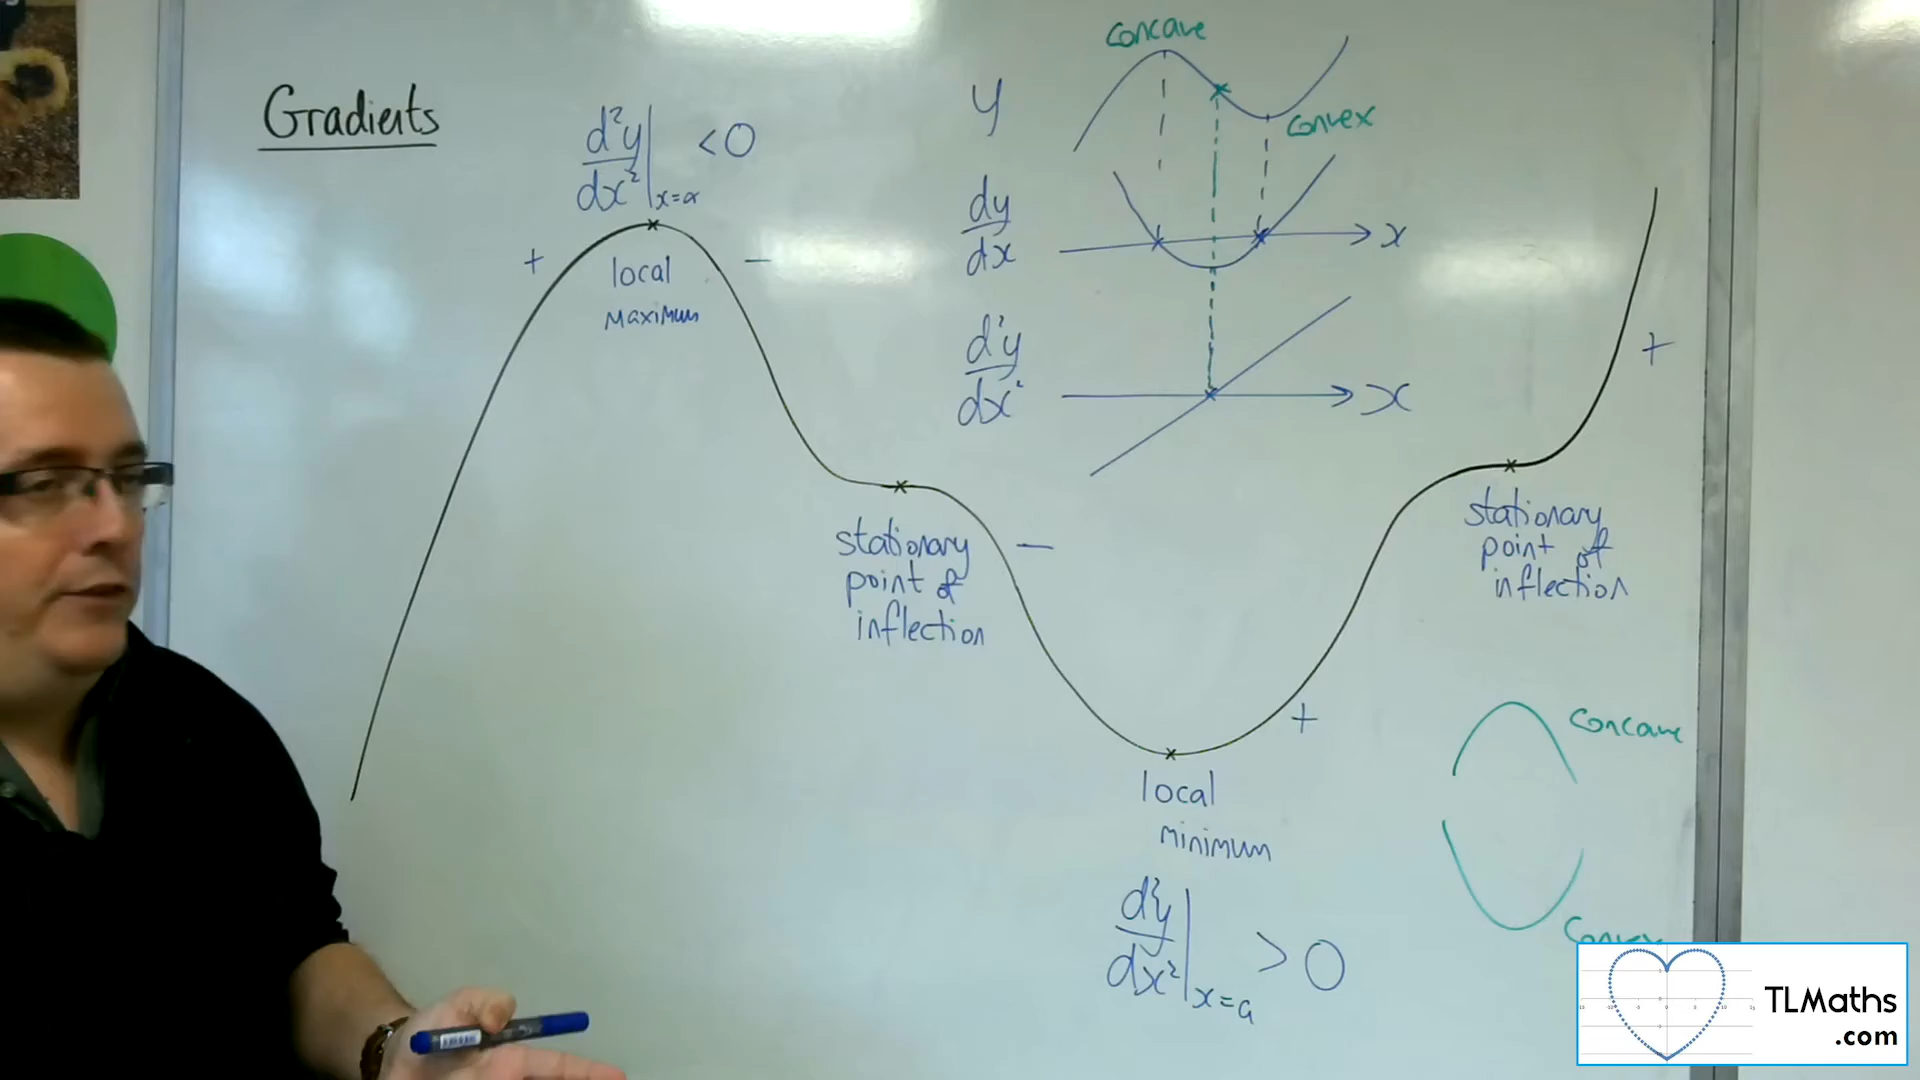 Gradients
d²y
dx² | x=a < 0
+
local
maximum
−
stationary
point of
inflection
−
local
minimum
d²y
dx² | x=a > 0
+
stationary
point of
inflection
+
concave
y
convex
dy
dx
x
d²y
dx²
x
concave
convex
TLMaths
.com